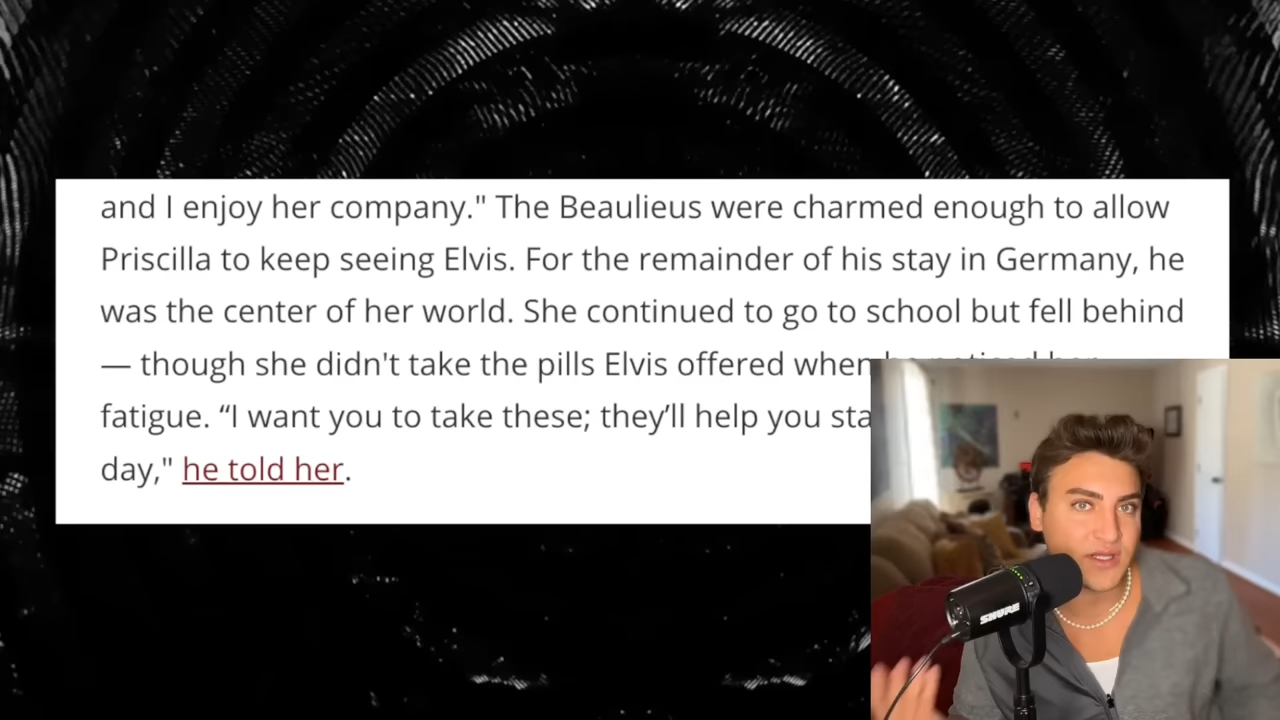 and I enjoy her company." The Beaulieus were charmed enough to allow
Priscilla to keep seeing Elvis. For the remainder of his stay in Germany, he
was the center of her world. She continued to go to school but fell behind
— though she didn't take the pills Elvis offered when he noticed her
fatigue. “I want you to take these; they’ll help you
day," he told her.
SHURE